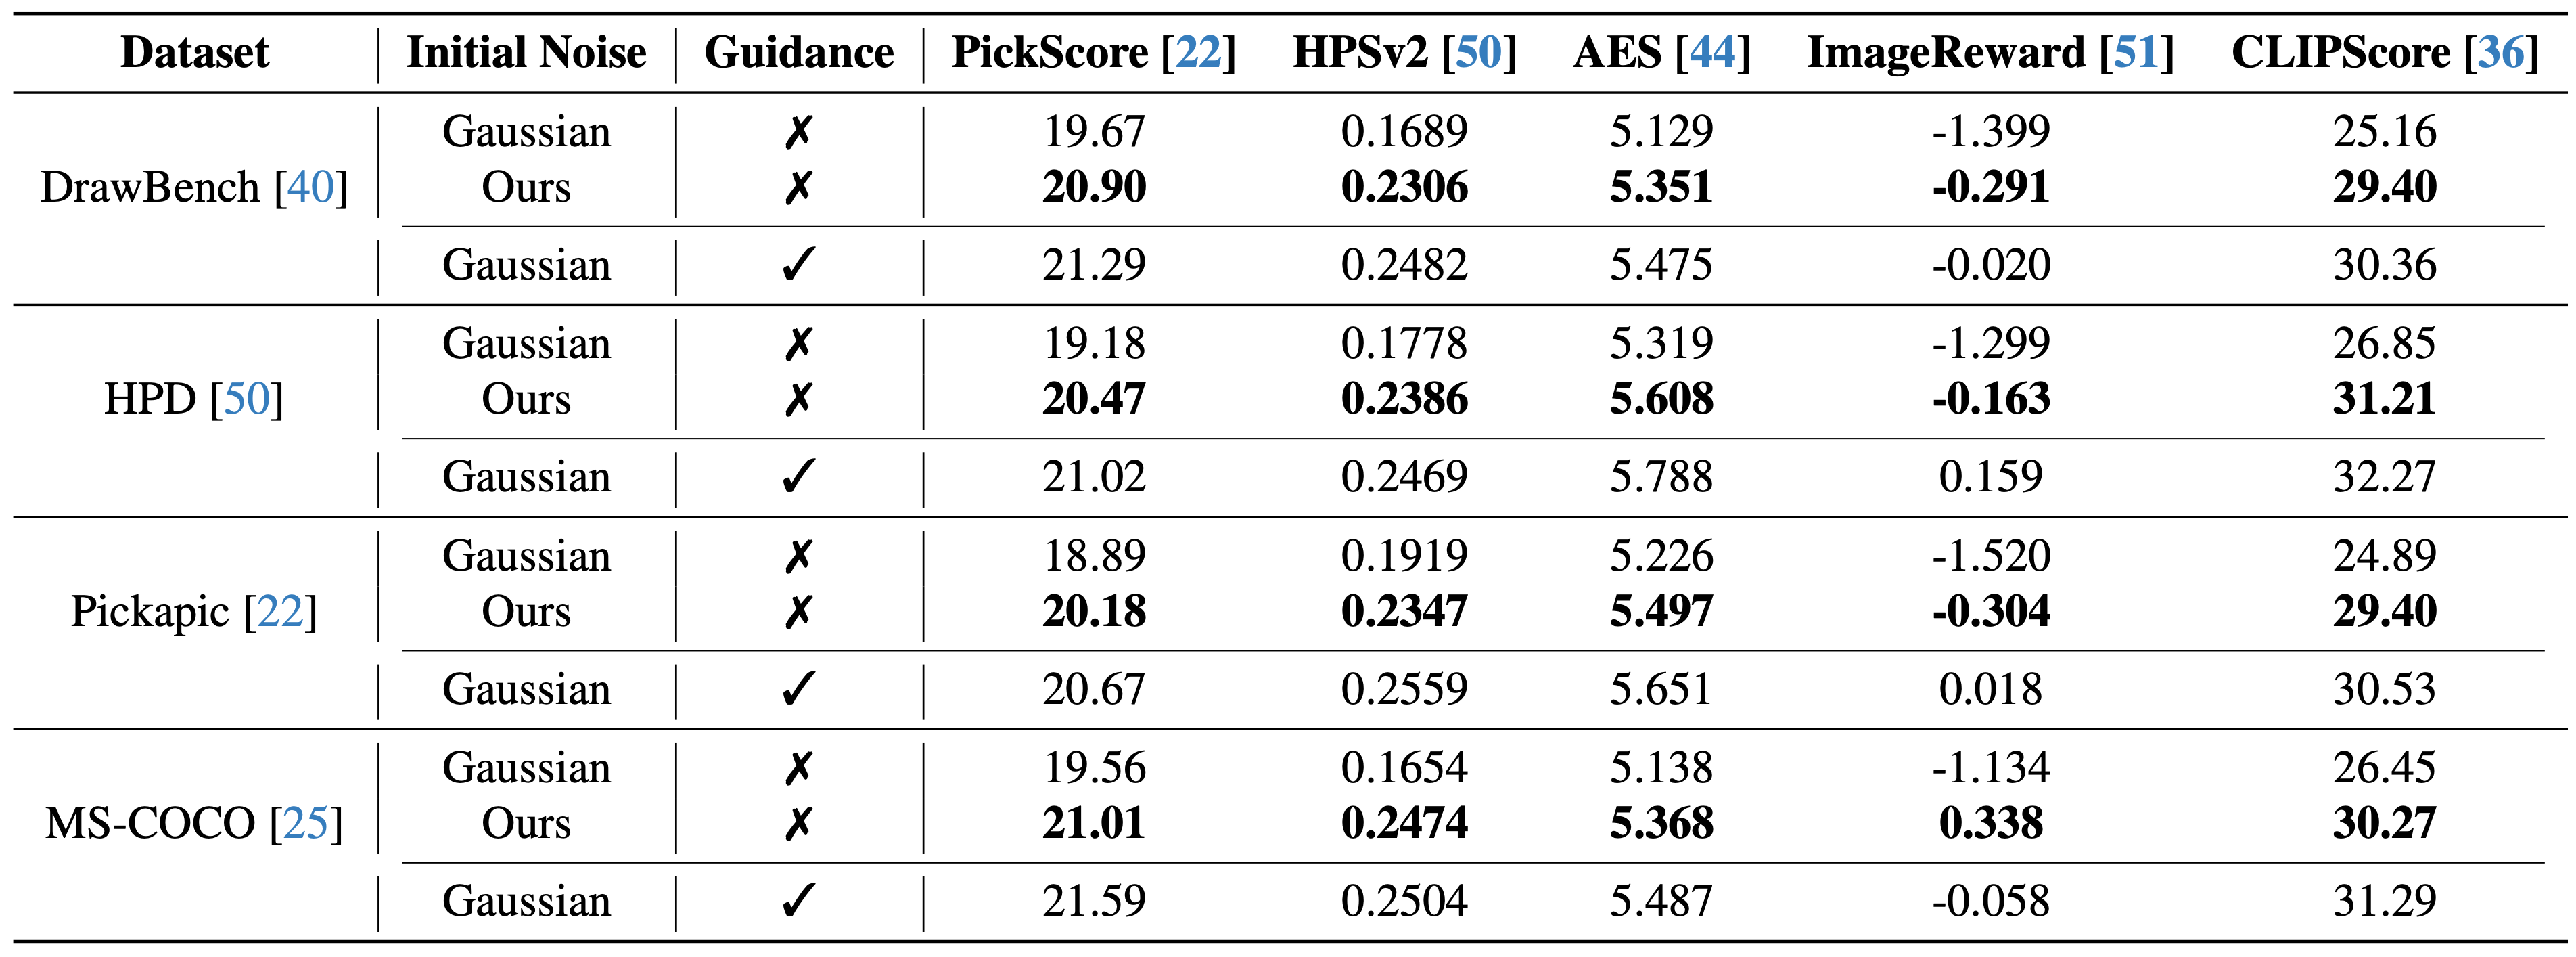 Dataset Initial Noise Guidance PickScore [22] HPSv2 [50] AES [44] ImageReward [51] CLIPScore [36]
Gaussian ✗ 19.67 0.1689 5.129 -1.399 25.16
DrawBench [40] Ours ✗ 20.90 0.2306 5.351 -0.291 29.40
Gaussian ✓ 21.29 0.2482 5.475 -0.020 30.36
Gaussian ✗ 19.18 0.1778 5.319 -1.299 26.85
HPD [50] Ours ✗ 20.47 0.2386 5.608 -0.163 31.21
Gaussian ✓ 21.02 0.2469 5.788 0.159 32.27
Gaussian ✗ 18.89 0.1919 5.226 -1.520 24.89
Pickapic [22] Ours ✗ 20.18 0.2347 5.497 -0.304 29.40
Gaussian ✓ 20.67 0.2559 5.651 0.018 30.53
Gaussian ✗ 19.56 0.1654 5.138 -1.134 26.45
MS-COCO [25] Ours ✗ 21.01 0.2474 5.368 0.338 30.27
Gaussian ✓ 21.59 0.2504 5.487 -0.058 31.29